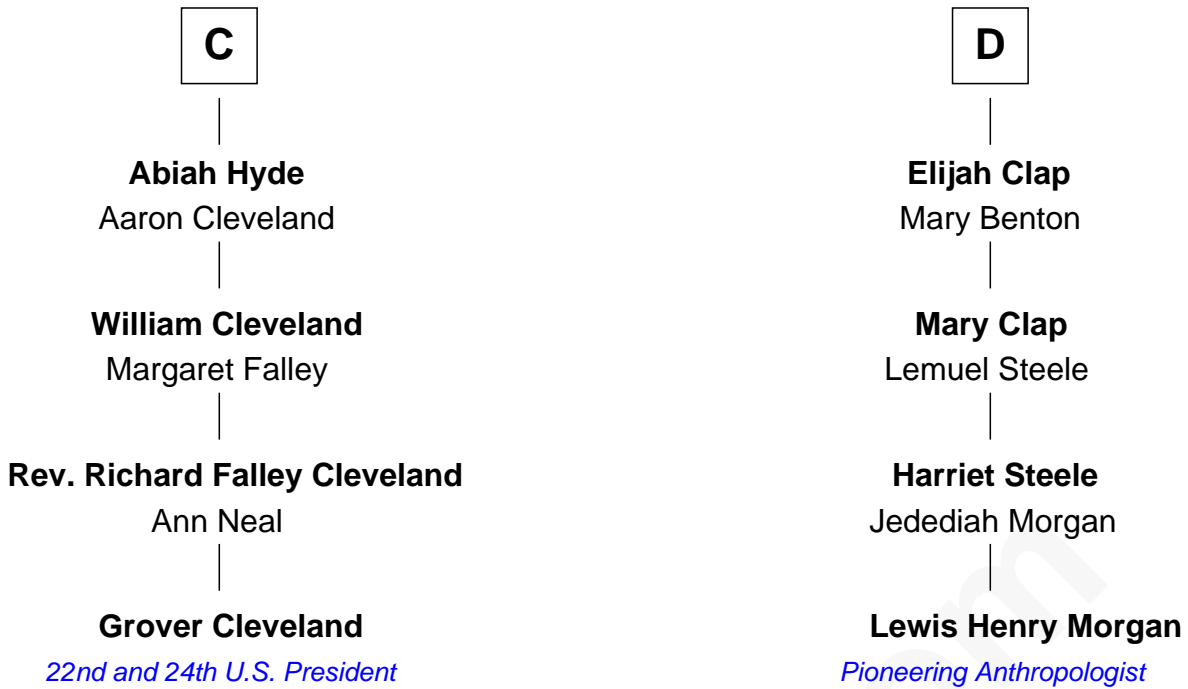 C
Abiah Hyde
Aaron Cleveland
William Cleveland
Margaret Falley
Rev. Richard Falley Cleveland
Ann Neal
Grover Cleveland
22nd and 24th U.S. President
D
Elijah Clap
Mary Benton
Mary Clap
Lemuel Steele
Harriet Steele
Jedediah Morgan
Lewis Henry Morgan
Pioneering Anthropologist